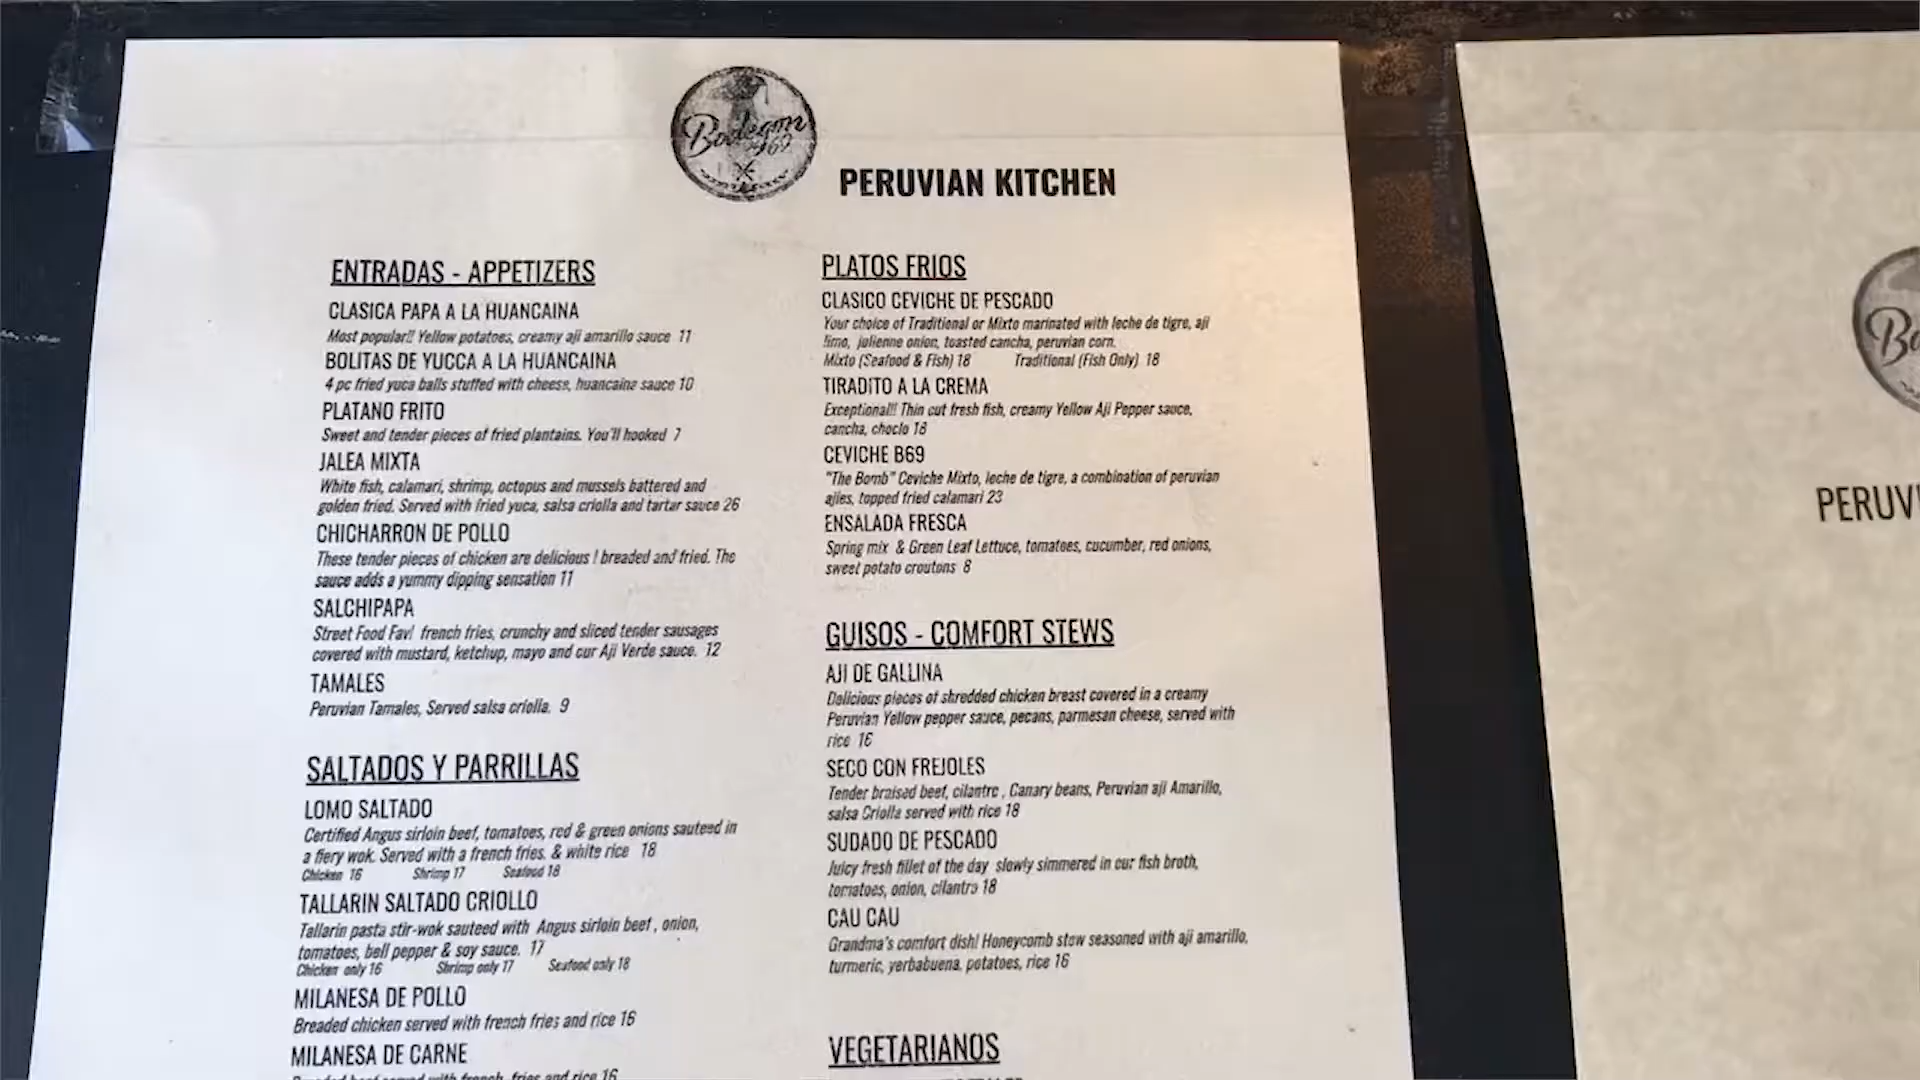 Bodegon
69
PERUVIAN KITCHEN
ENTRADAS - APPETIZERS
CLASICA PAPA A LA HUANCAINA
Most popular!! Yellow potatoes, creamy aji amarillo sauce 11
BOLITAS DE YUCCA A LA HUANCAINA
4 pc fried yuca balls stuffed with cheese, huancaina sauce 10
PLATANO FRITO
Sweet and tender pieces of fried plantains. You'll hooked 7
JALEA MIXTA
White fish, calamari, shrimp, octopus and mussels battered and
golden fried. Served with fried yuca, salsa criolla and tartar sauce 26
CHICHARRON DE POLLO
These tender pieces of chicken are delicious ! breaded and fried. The
sauce adds a yummy dipping sensation 11
SALCHIPAPA
Street Food Fav! french fries, crunchy and sliced tender sausages
covered with mustard, ketchup, mayo and our Aji Verde sauce. 12
TAMALES
Peruvian Tamales, Served salsa criolla. 9
SALTADOS Y PARRILLAS
LOMO SALTADO
Certified Angus sirloin beef, tomatoes, red & green onions sauteed in
a fiery wok. Served with a french fries. & white rice 18
Chicken 16 Shrimp 17 Seafood 18
TALLARIN SALTADO CRIOLLO
Tallarin pasta stir-wok sauteed with Angus sirloin beef , onion,
tomatoes, bell pepper & soy sauce. 17
Chicken only 16 Shrimp only 17 Seafood only 18
MILANESA DE POLLO
Breaded chicken served with french fries and rice 16
MILANESA DE CARNE
Breaded beef served with french fries and rice 16
PLATOS FRIOS
CLASICO CEVICHE DE PESCADO
Your choice of Traditional or Mixto marinated with leche de tigre, aji
limo, julienne onion, toasted cancha, peruvian corn.
Mixto (Seafood & Fish) 18 Traditional (Fish Only) 18
TIRADITO A LA CREMA
Exceptional!! Thin cut fresh fish, creamy Yellow Aji Pepper sauce,
cancha, choclo 18
CEVICHE B69
"The Bomb" Ceviche Mixto, leche de tigre, a combination of peruvian
ajies, topped fried calamari 23
ENSALADA FRESCA
Spring mix & Green Leaf Lettuce, tomatoes, cucumber, red onions,
sweet potato croutons 8
GUISOS - COMFORT STEWS
AJI DE GALLINA
Delicious pieces of shredded chicken breast covered in a creamy
Peruvian Yellow pepper sauce, pecans, parmesan cheese, served with
rice 16
SECO CON FREJOLES
Tender braised beef, cilantro , Canary beans, Peruvian aji Amarillo,
salsa Criolla served with rice 18
SUDADO DE PESCADO
Juicy fresh fillet of the day slowly simmered in our fish broth,
tomatoes, onion, cilantro 18
CAU CAU
Grandma's comfort dish! Honeycomb stew seasoned with aji amarillo,
turmeric, yerbabuena, potatoes, rice 16
VEGETARIANOS
Bo
PERUVI